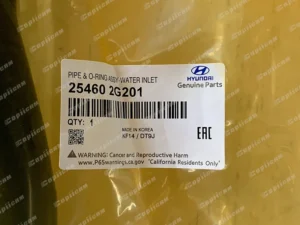 PIPE & O-RING ASSY-WATER INLET
25460 2G201
QTY: 1
HYUNDAI
Genuine Parts
MADE IN KOREA
6F14 / DT9J
EAC
WARNING: Cancer and Reproductive Harm
www.P65warnings.ca.gov "California Residents Only"